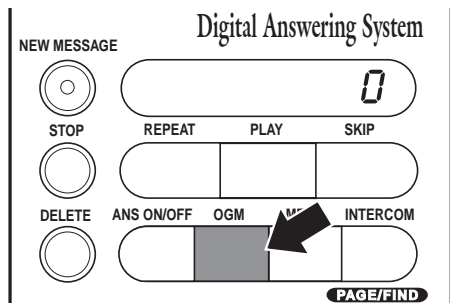 Digital Answering System
NEW MESSAGE
0
STOP REPEAT PLAY SKIP
DELETE ANS ON/OFF OGM INTERCOM
PAGE/FIND